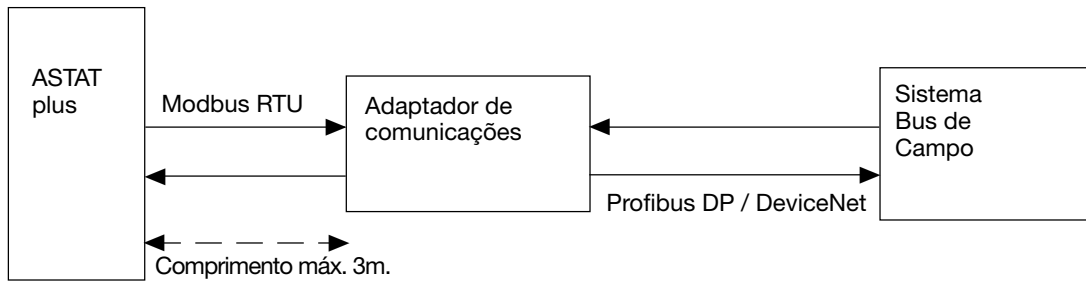 ASTAT
plus
Modbus RTU
Adaptador de
comunicações
Sistema
Bus de
Campo
Profibus DP / DeviceNet
Comprimento máx. 3m.